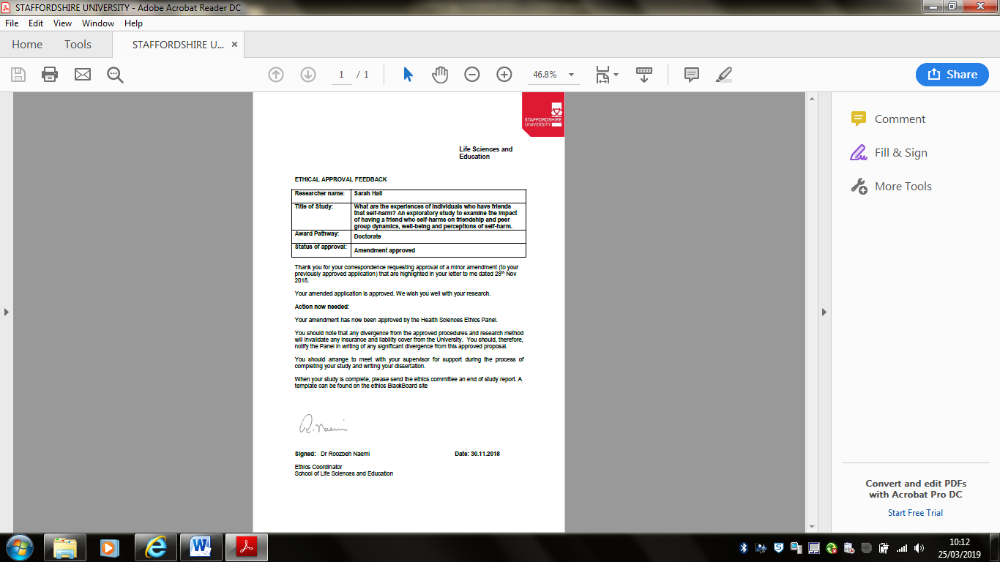 STAFFORDSHIRE UNIVERSITY - Adobe Acrobat Reader DC
File Edit View Window Help
Home Tools STAFFORDSHIRE U... ×
1 / 1 46.8% Share
STAFFORDSHIRE
UNIVERSITY
Comment
Fill & Sign
More Tools
Life Sciences and
Education
ETHICAL APPROVAL FEEDBACK
Researcher name: Sarah Hall
Title of Study: What are the experiences of individuals who have friends
that self-harm? An exploratory study to examine the impact
of having a friend who self-harms on friendship and peer
group dynamics, well-being and perceptions of self-harm.
Award Pathway: Doctorate
Status of approval: Amendment approved
Thank you for your correspondence requesting approval of a minor amendment (to your
previously approved application) that are highlighted in your letter to me dated 28th Nov
2018.
Your amended application is approved. We wish you well with your research.
Action now needed:
Your amendment has now been approved by the Health Sciences Ethics Panel.
You should note that any divergence from the approved procedures and research method
will invalidate any insurance and liability cover from the University. You should, therefore,
notify the Panel in writing of any significant divergence from this approved proposal.
You should arrange to meet with your supervisor for support during the process of
completing your study and writing your dissertation.
When your study is complete, please send the ethics committee an end of study report. A
template can be found on the ethics BlackBoard site
R. Naemi
Signed: Dr Roozbeh Naemi Date: 30.11.2018
Ethics Coordinator
School of Life Sciences and Education
Convert and edit PDFs
with Acrobat Pro DC
Start Free Trial
10:12
25/03/2019